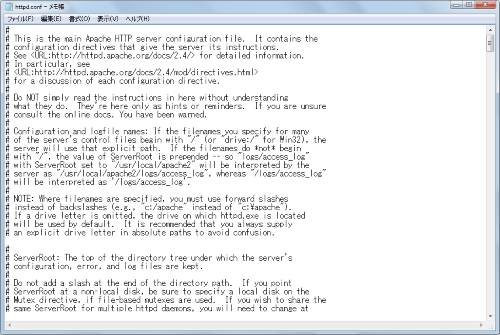 httpd.conf - メモ帳
ファイル(F) 編集(E) 書式(O) 表示(V) ヘルプ(H)
#
# This is the main Apache HTTP server configuration file.  It contains the
# configuration directives that give the server its instructions.
# See <URL:http://httpd.apache.org/docs/2.4/> for detailed information.
# In particular, see
# <URL:http://httpd.apache.org/docs/2.4/mod/directives.html>
# for a discussion of each configuration directive.
#
# Do NOT simply read the instructions in here without understanding
# what they do.  They're here only as hints or reminders.  If you are unsure
# consult the online docs. You have been warned.
#
# Configuration and logfile names: If the filenames you specify for many
# of the server's control files begin with "/" (or "drive:/" for Win32), the
# server will use that explicit path.  If the filenames do *not* begin
# with "/", the value of ServerRoot is prepended -- so "logs/access_log"
# with ServerRoot set to "/usr/local/apache2" will be interpreted by the
# server as "/usr/local/apache2/logs/access_log", whereas "/logs/access_log"
# will be interpreted as '/logs/access_log'.
#
# NOTE: Where filenames are specified, you must use forward slashes
# instead of backslashes (e.g., "c:/apache" instead of "c:¥apache").
# If a drive letter is omitted, the drive on which httpd.exe is located
# will be used by default.  It is recommended that you always supply
# an explicit drive letter in absolute paths to avoid confusion.
#
# ServerRoot: The top of the directory tree under which the server's
# configuration, error, and log files are kept.
#
# Do not add a slash at the end of the directory path.  If you point
# ServerRoot at a non-local disk, be sure to specify a local disk on the
# Mutex directive, if file-based mutexes are used.  If you wish to share the
# same ServerRoot for multiple httpd daemons, you will need to change at